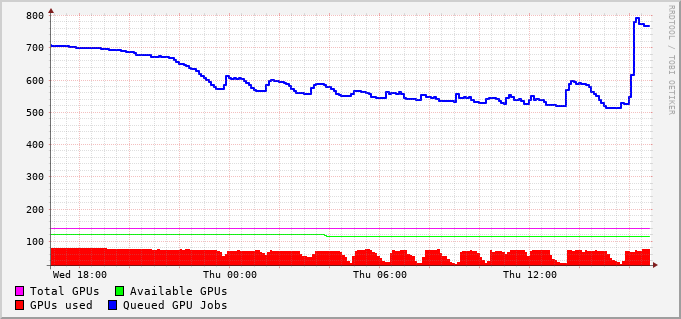 800
700
600
500
400
300
200
100
Wed 18:00 Thu 00:00 Thu 06:00 Thu 12:00
Total GPUs Available GPUs
GPUs used Queued GPU Jobs
RRDTOOL / TOBI OETIKER